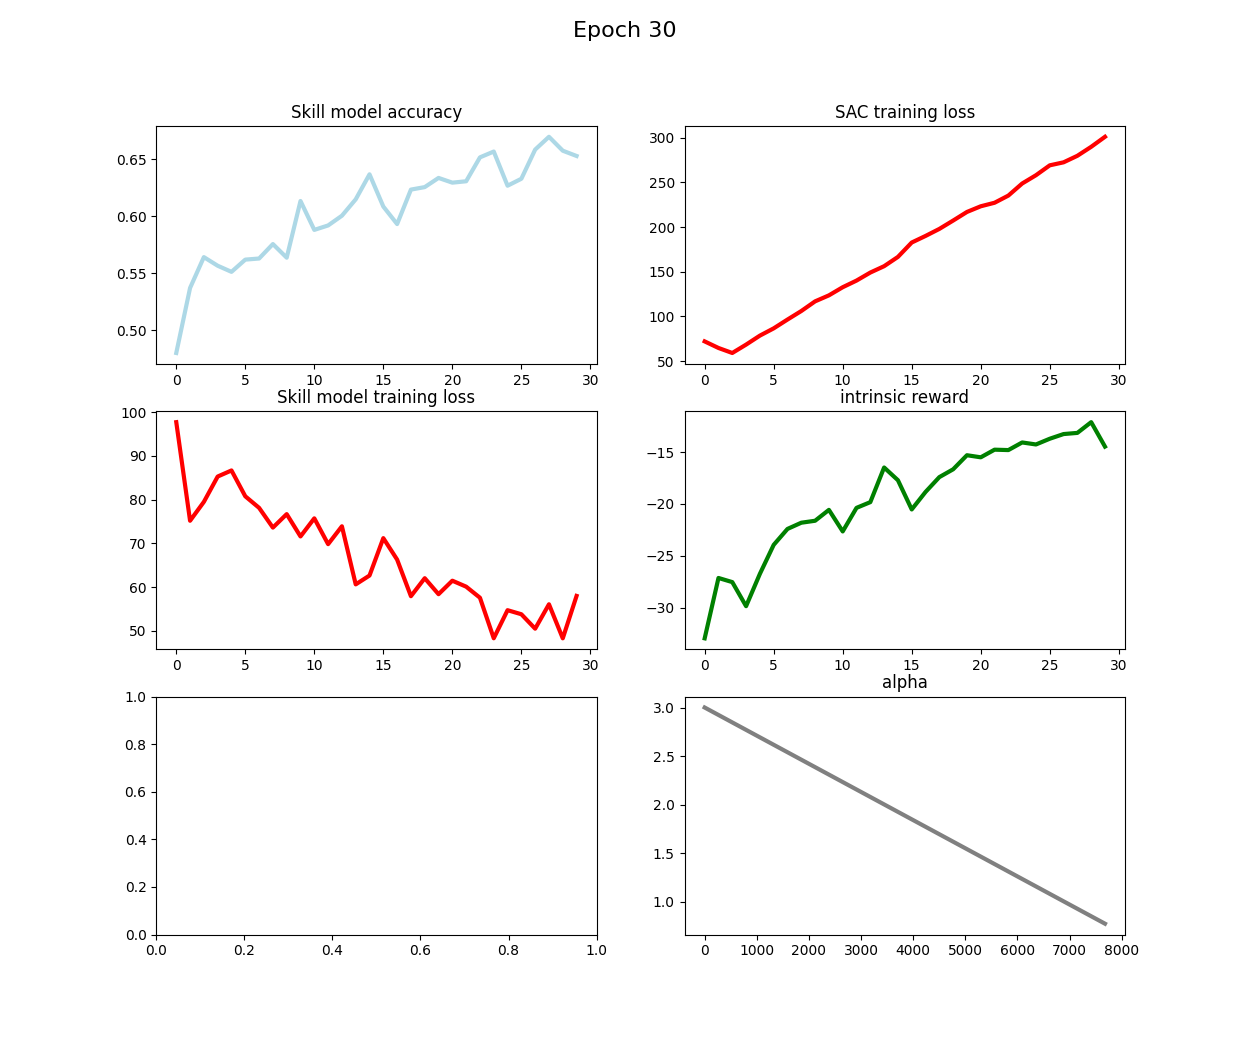 Epoch 30
Skill model accuracy
0.65
0.60
0.55
0.50
0 5 10 15 20 25 30
SAC training loss
300
250
200
150
100
50
0 5 10 15 20 25 30
Skill model training loss
100
90
80
70
60
50
0 5 10 15 20 25 30
intrinsic reward
−15
−20
−25
−30
0 5 10 15 20 25 30
1.0
0.8
0.6
0.4
0.2
0.0
0.0 0.2 0.4 0.6 0.8 1.0
alpha
3.0
2.5
2.0
1.5
1.0
0 1000 2000 3000 4000 5000 6000 7000 8000